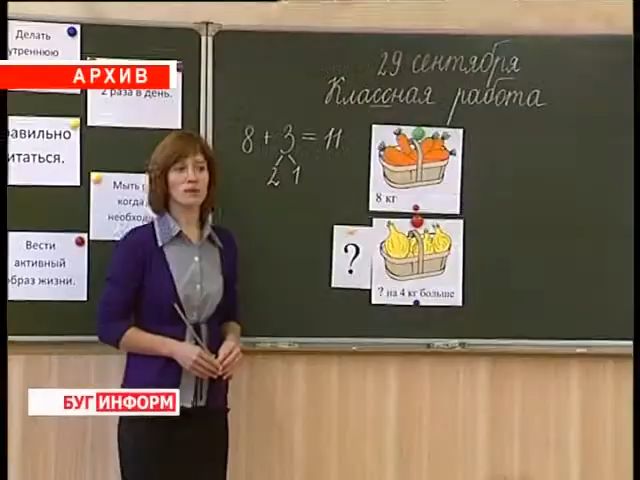 Делать
утреннюю
АРХИВ
2 раза в день.
равильно
итаться.
Мыть р
когда
необход
Вести
активный
образ жизни.
29 сентября
Классная работа
8 + 3 = 11
2 1
8 кг
?
? на 4 кг больше
БУГ ИНФОРМ